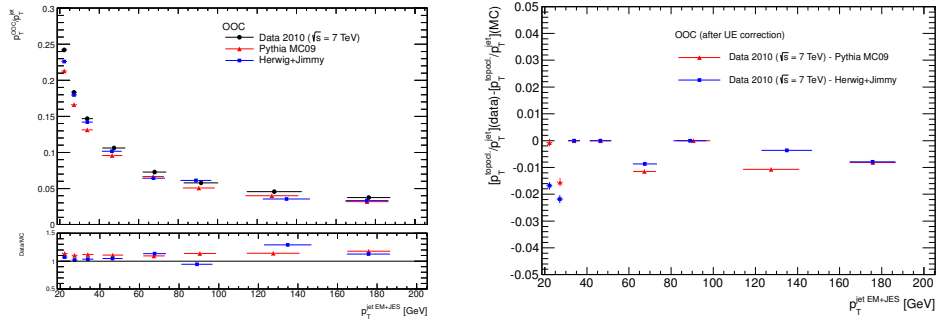 p_T^OOC/p_T^jet
OOC
Data 2010 (√s = 7 TeV)
Pythia MC09
Herwig+Jimmy
0.3
0.25
0.2
0.15
0.1
0.05
0
Data/MC
1.5
1
0.5
20 40 60 80 100 120 140 160 180 200
p_T^jet EM+JES [GeV]
[p_T^topocl/p_T^jet](data)-[p_T^topocl/p_T^jet](MC)
OOC (after UE correction)
Data 2010 (√s = 7 TeV) - Pythia MC09
Data 2010 (√s = 7 TeV) - Herwig+Jimmy
0.05
0.04
0.03
0.02
0.01
0
-0.01
-0.02
-0.03
-0.04
-0.05
20 40 60 80 100 120 140 160 180 200
p_T^jet EM+JES [GeV]